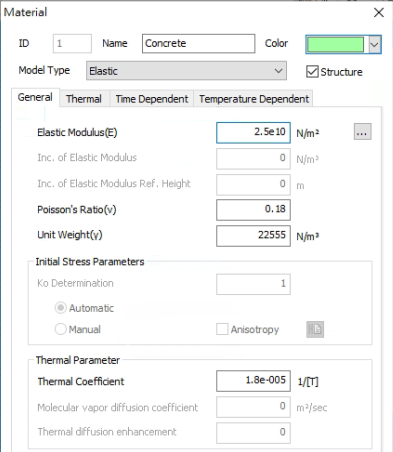 Material
ID 1 Name Concrete Color
Model Type Elastic Structure
General Thermal Time Dependent Temperature Dependent
Elastic Modulus(E) 2.5e10 N/m² ...
Inc. of Elastic Modulus 0 N/m³
Inc. of Elastic Modulus Ref. Height 0 m
Poisson's Ratio(ν) 0.18
Unit Weight(γ) 22555 N/m³
Initial Stress Parameters
Ko Determination 1
Automatic
Manual Anisotropy
Thermal Parameter
Thermal Coefficient 1.8e-005 1/[T]
Molecular vapor diffusion coefficient 0 m²/sec
Thermal diffusion enhancement 0